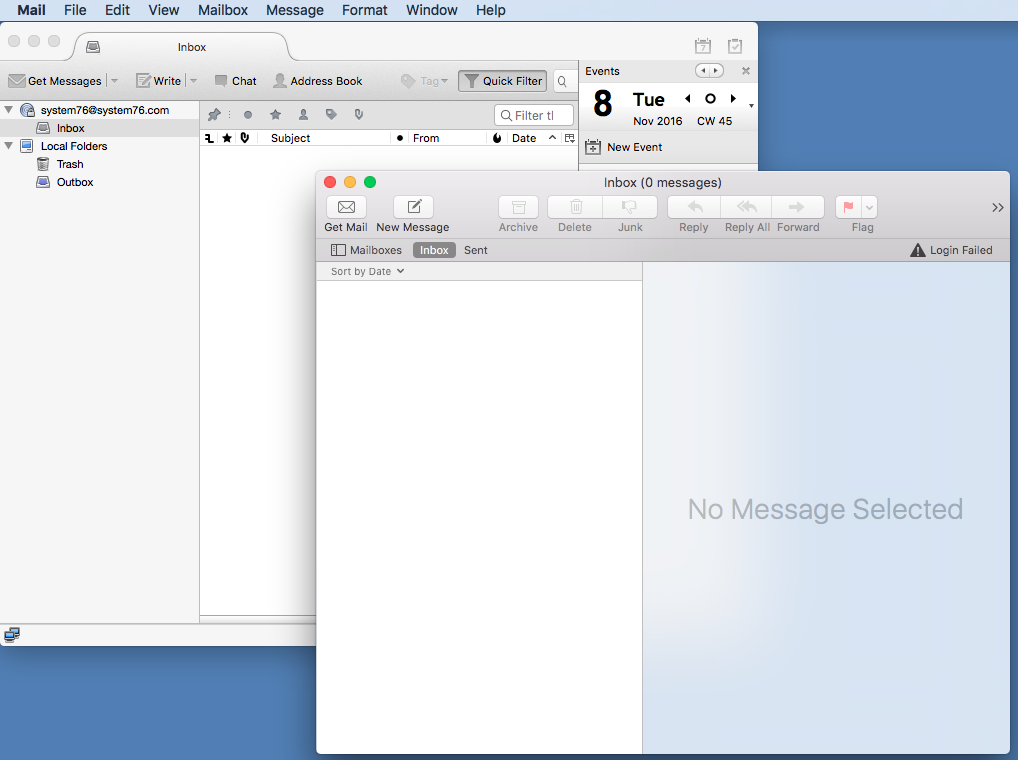 Mail File Edit View Mailbox Message Format Window Help
Inbox
7
Get Messages Write Chat Address Book Tag Quick Filter
Events
8 Tue
Nov 2016 CW 45
New Event
system76@system76.com
Inbox
Local Folders
Trash
Outbox
Filter tl
Subject From Date
Inbox (0 messages)
Get Mail New Message Archive Delete Junk Reply Reply All Forward Flag
Mailboxes Inbox Sent Login Failed
Sort by Date
No Message Selected